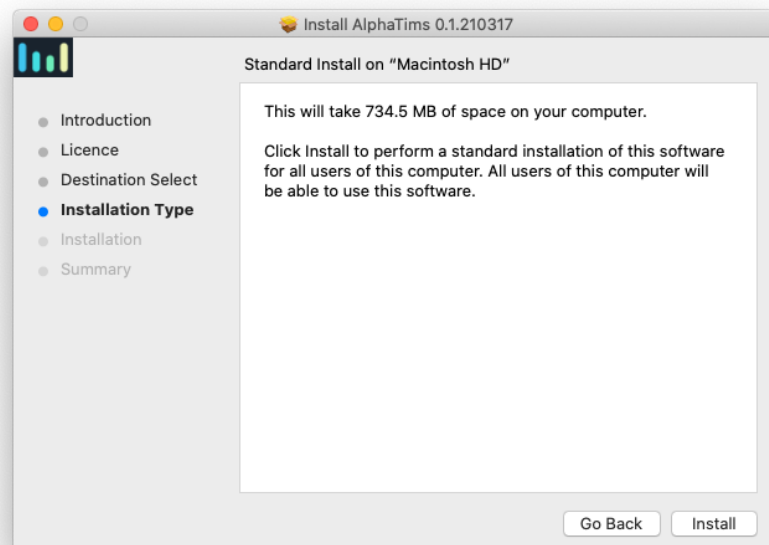 Install AlphaTims 0.1.210317
Standard Install on “Macintosh HD”
Introduction
Licence
Destination Select
Installation Type
Installation
Summary
This will take 734.5 MB of space on your computer.
Click Install to perform a standard installation of this software
for all users of this computer. All users of this computer will
be able to use this software.
Go Back
Install